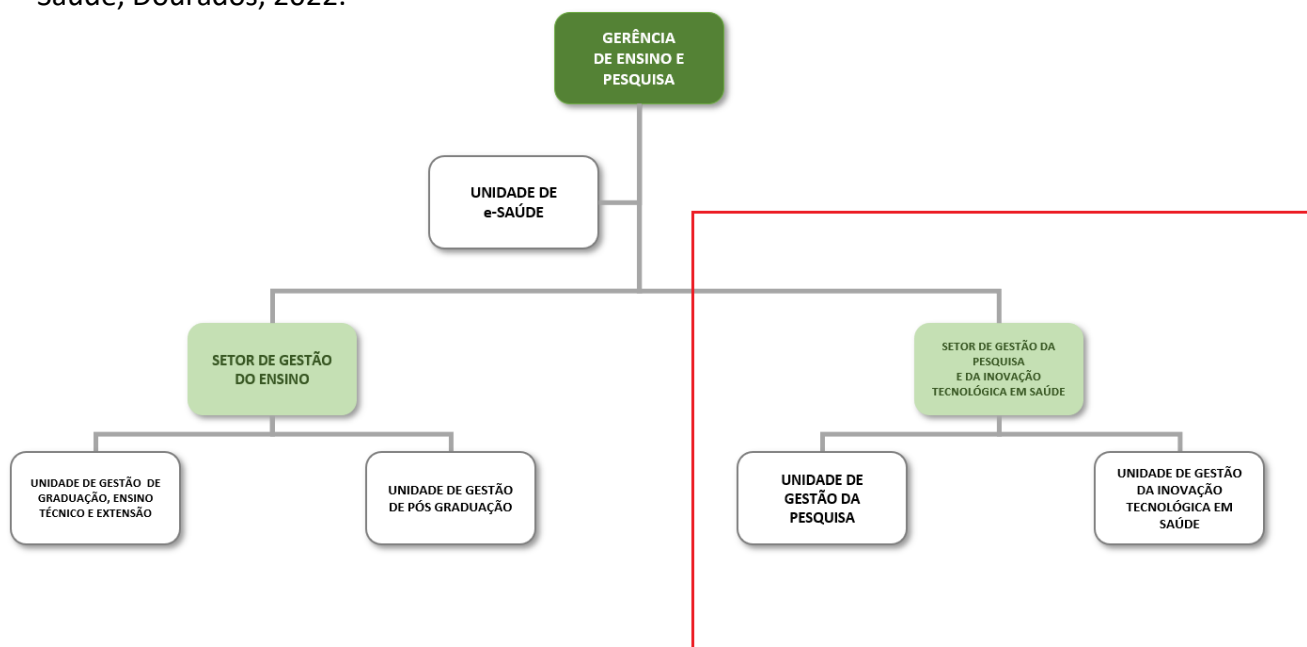 Saúde, Dourados, 2022.
GERÊNCIA
DE ENSINO E
PESQUISA
UNIDADE DE
e-SAÚDE
SETOR DE GESTÃO
DO ENSINO
SETOR DE GESTÃO DA
PESQUISA
E DA INOVAÇÃO
TECNOLÓGICA EM SAÚDE
UNIDADE DE GESTÃO DE
GRADUAÇÃO, ENSINO
TÉCNICO E EXTENSÃO
UNIDADE DE GESTÃO
DE PÓS GRADUAÇÃO
UNIDADE DE
GESTÃO DA
PESQUISA
UNIDADE DE GESTÃO
DA INOVAÇÃO
TECNOLÓGICA EM
SAÚDE